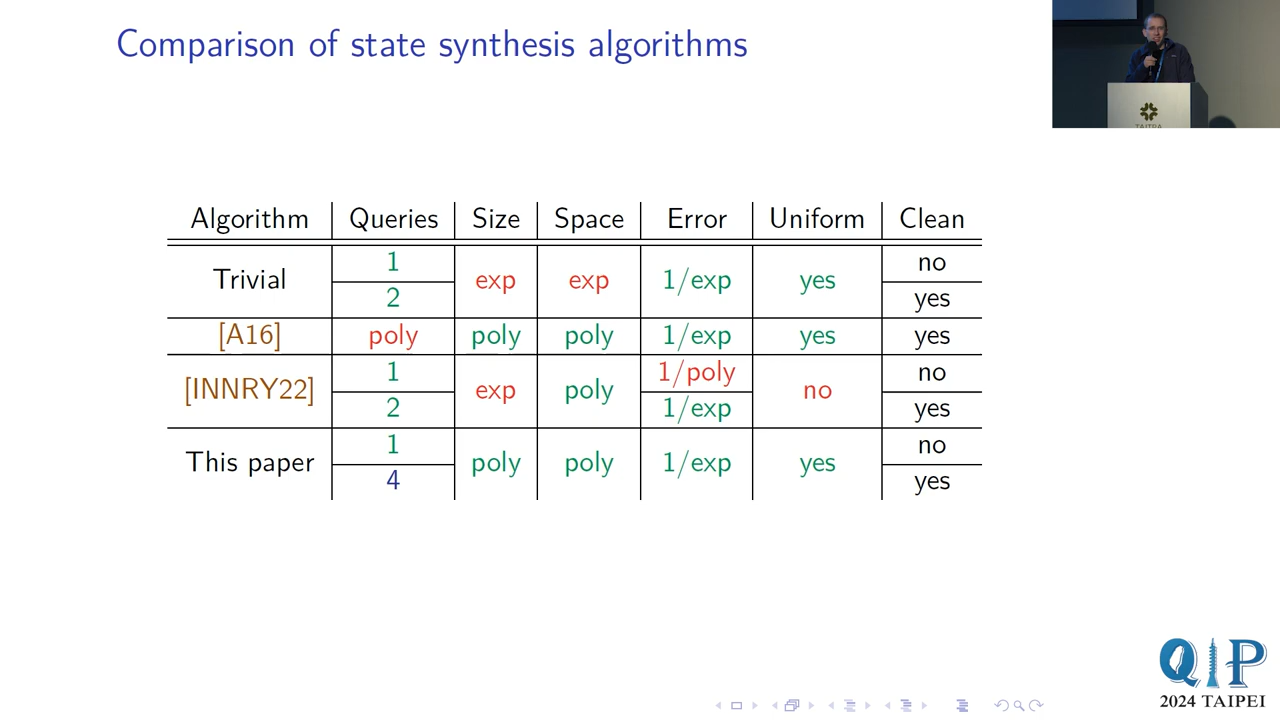 Comparison of state synthesis algorithms
TAITRA
Algorithm Queries Size Space Error Uniform Clean
Trivial 1 exp exp 1/exp yes no
2 yes
[A16] poly poly poly 1/exp yes yes
[INNRY22] 1 exp poly 1/poly no no
2 1/exp yes
This paper 1 poly poly 1/exp yes no
4 yes
QIP
2024 TAIPEI